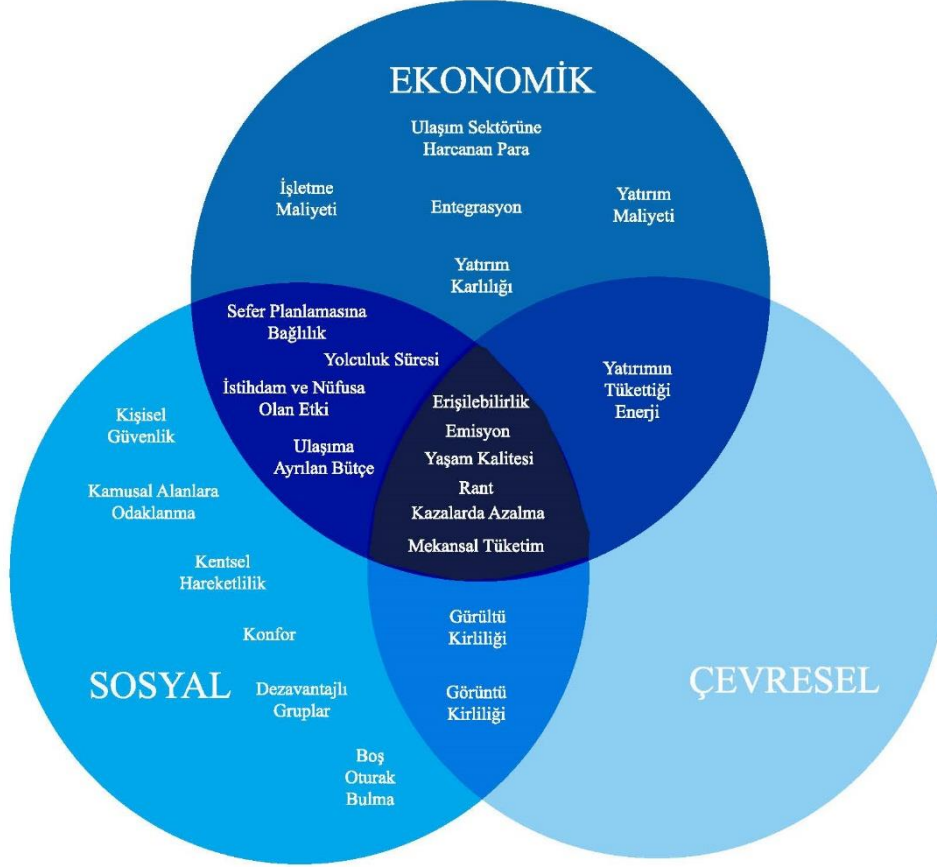 EKONOMİK
Ulaşım Sektörüne
Harcanan Para
İşletme
Maliyeti
Entegrasyon
Yatırım
Maliyeti
Yatırım
Karlılığı
Sefer Planlamasına
Bağlılık
Yolculuk Süresi
İstihdam ve Nüfusa
Olan Etki
Ulaşıma
Ayrılan Bütçe
Erişilebilirlik
Emisyon
Yaşam Kalitesi
Rant
Kazalarda Azalma
Mekansal Tüketim
Yatırımın
Tükettiği
Enerji
Kişisel
Güvenlik
Kamusal Alanlara
Odaklanma
Kentsel
Hareketlilik
Konfor
SOSYAL
Dezavantajlı
Gruplar
Boş
Oturak
Bulma
Gürültü
Kirliliği
Görüntü
Kirliliği
ÇEVRESEL